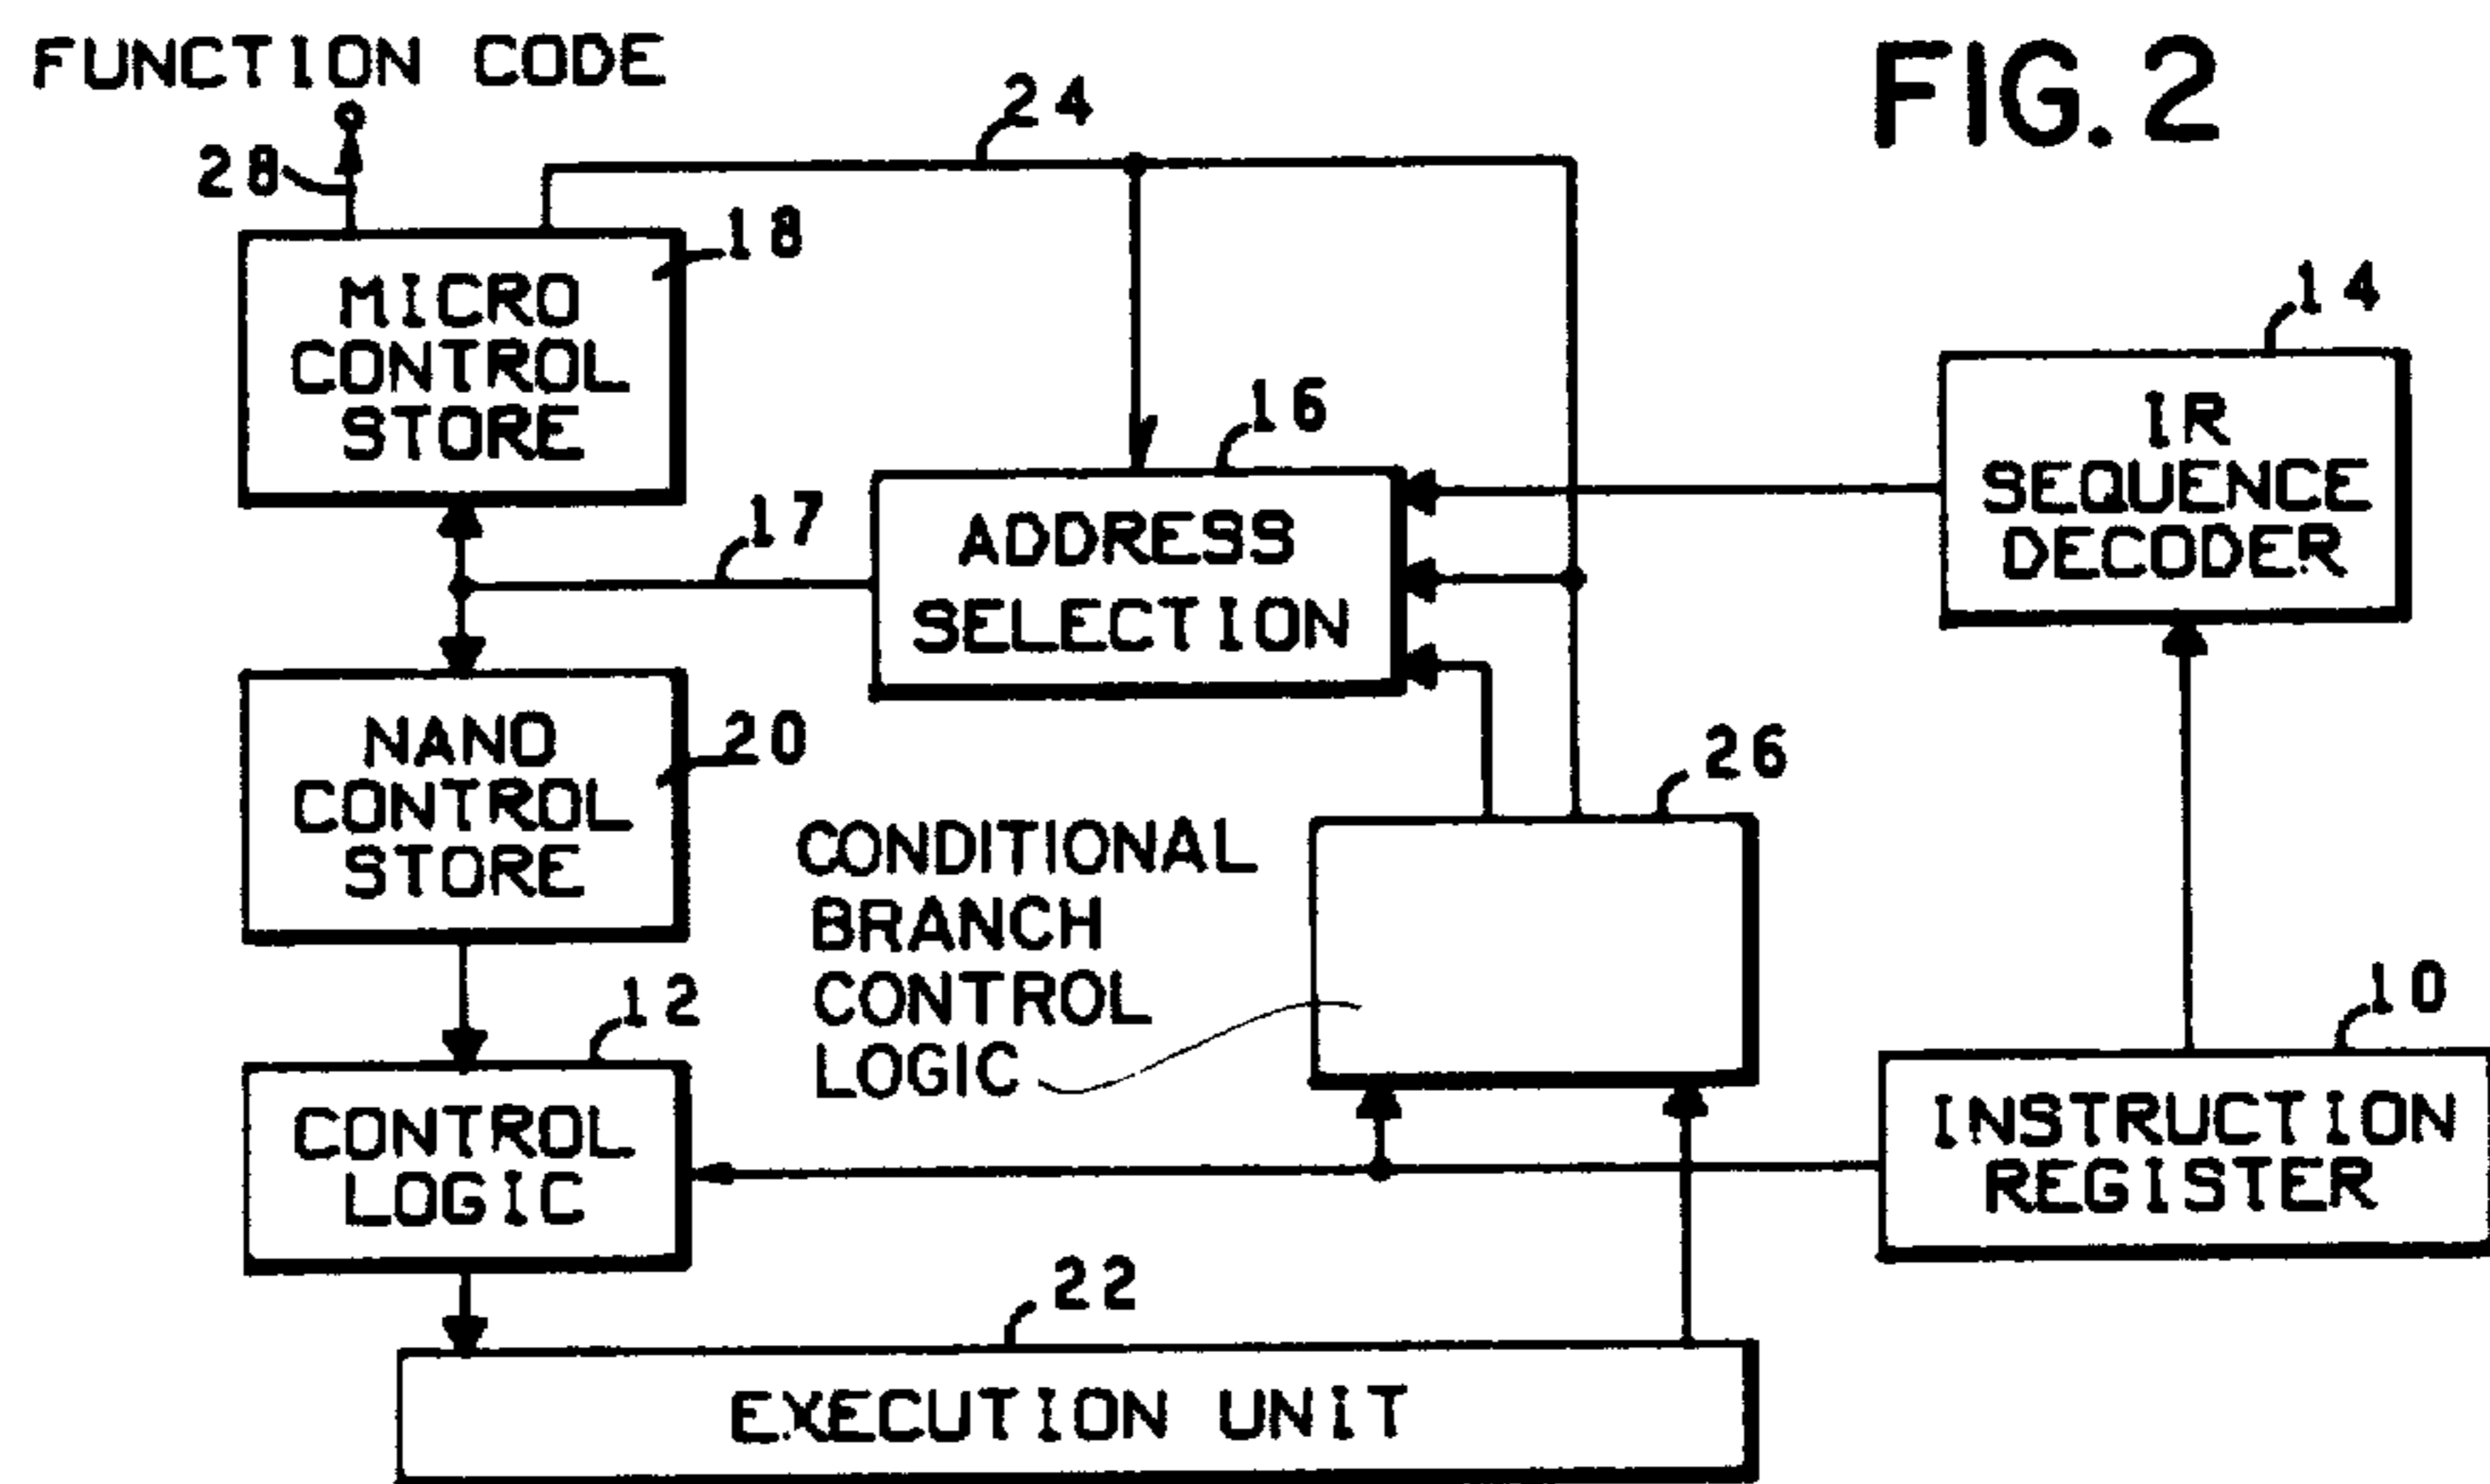 FUNCTION CODE
FIG. 2
24
28
18
MICRO
CONTROL
STORE
14
IR
SEQUENCE
DECODER
16
ADDRESS
SELECTION
17
NANO
CONTROL
STORE
20
26
CONDITIONAL
BRANCH
CONTROL
LOGIC
12
CONTROL
LOGIC
10
INSTRUCTION
REGISTER
22
EXECUTION UNIT